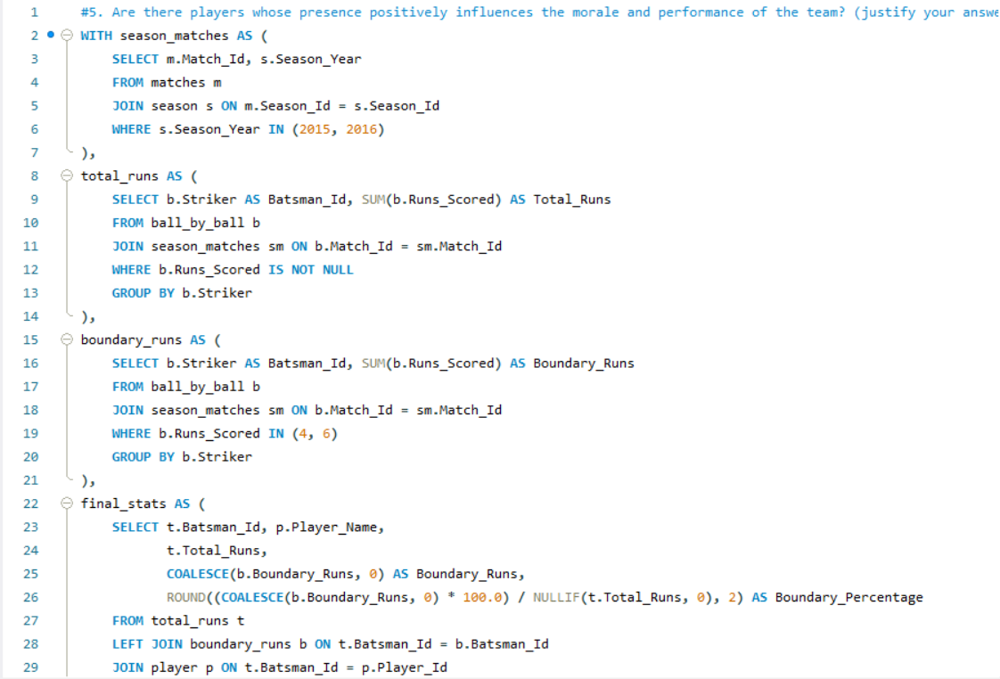 1 #5. Are there players whose presence positively influences the morale and performance of the team? (justify your answe
2 WITH season_matches AS (
3 SELECT m.Match_Id, s.Season_Year
4 FROM matches m
5 JOIN season s ON m.Season_Id = s.Season_Id
6 WHERE s.Season_Year IN (2015, 2016)
7 ),
8 total_runs AS (
9 SELECT b.Striker AS Batsman_Id, SUM(b.Runs_Scored) AS Total_Runs
10 FROM ball_by_ball b
11 JOIN season_matches sm ON b.Match_Id = sm.Match_Id
12 WHERE b.Runs_Scored IS NOT NULL
13 GROUP BY b.Striker
14 ),
15 boundary_runs AS (
16 SELECT b.Striker AS Batsman_Id, SUM(b.Runs_Scored) AS Boundary_Runs
17 FROM ball_by_ball b
18 JOIN season_matches sm ON b.Match_Id = sm.Match_Id
19 WHERE b.Runs_Scored IN (4, 6)
20 GROUP BY b.Striker
21 ),
22 final_stats AS (
23 SELECT t.Batsman_Id, p.Player_Name,
24 t.Total_Runs,
25 COALESCE(b.Boundary_Runs, 0) AS Boundary_Runs,
26 ROUND((COALESCE(b.Boundary_Runs, 0) * 100.0) / NULLIF(t.Total_Runs, 0), 2) AS Boundary_Percentage
27 FROM total_runs t
28 LEFT JOIN boundary_runs b ON t.Batsman_Id = b.Batsman_Id
29 JOIN player p ON t.Batsman_Id = p.Player_Id